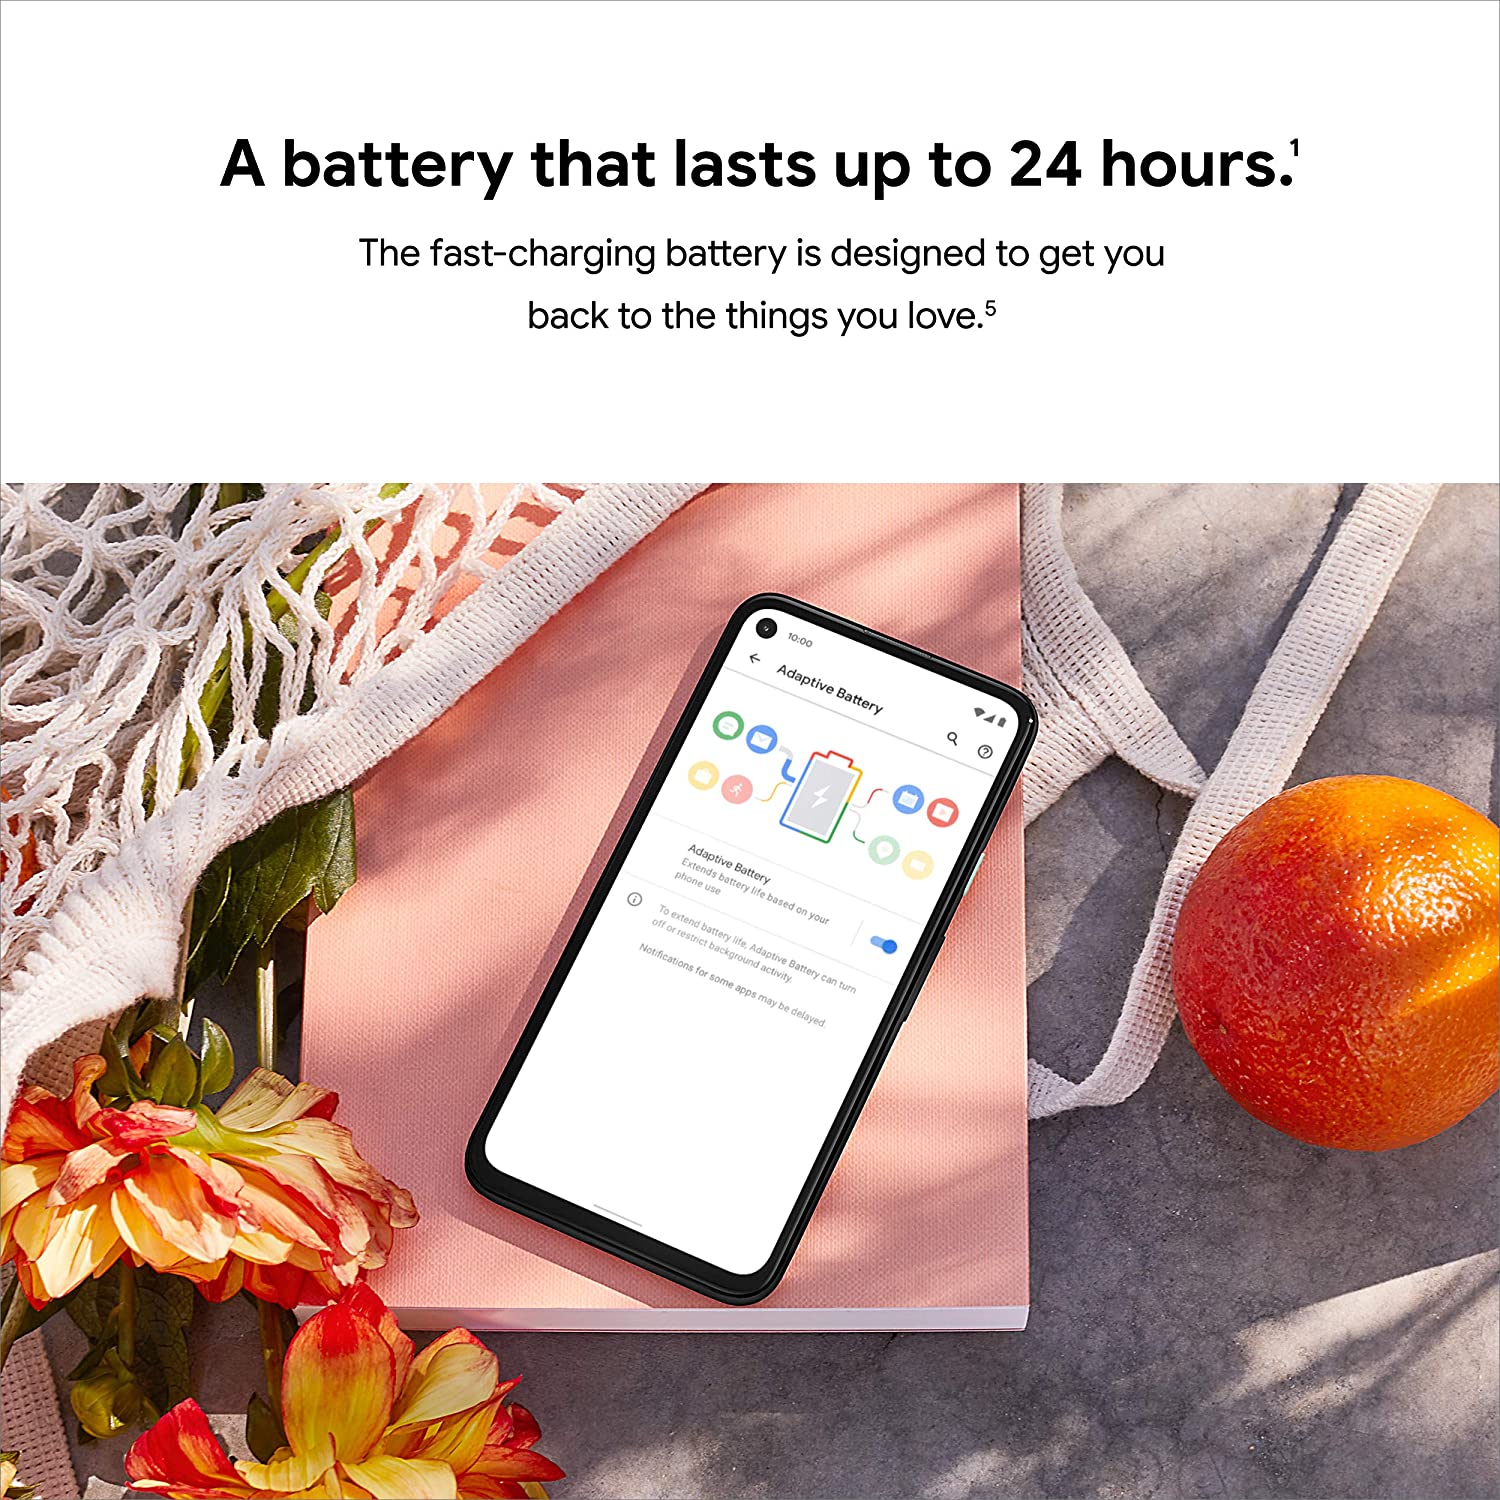 A battery that lasts up to 24 hours.¹
The fast-charging battery is designed to get you
back to the things you love.⁵
10:00
Adaptive Battery
Adaptive Battery
Extends battery life based on your
phone use
To extend battery life, Adaptive Battery can turn
off or restrict background activity.
Notifications for some apps may be delayed.